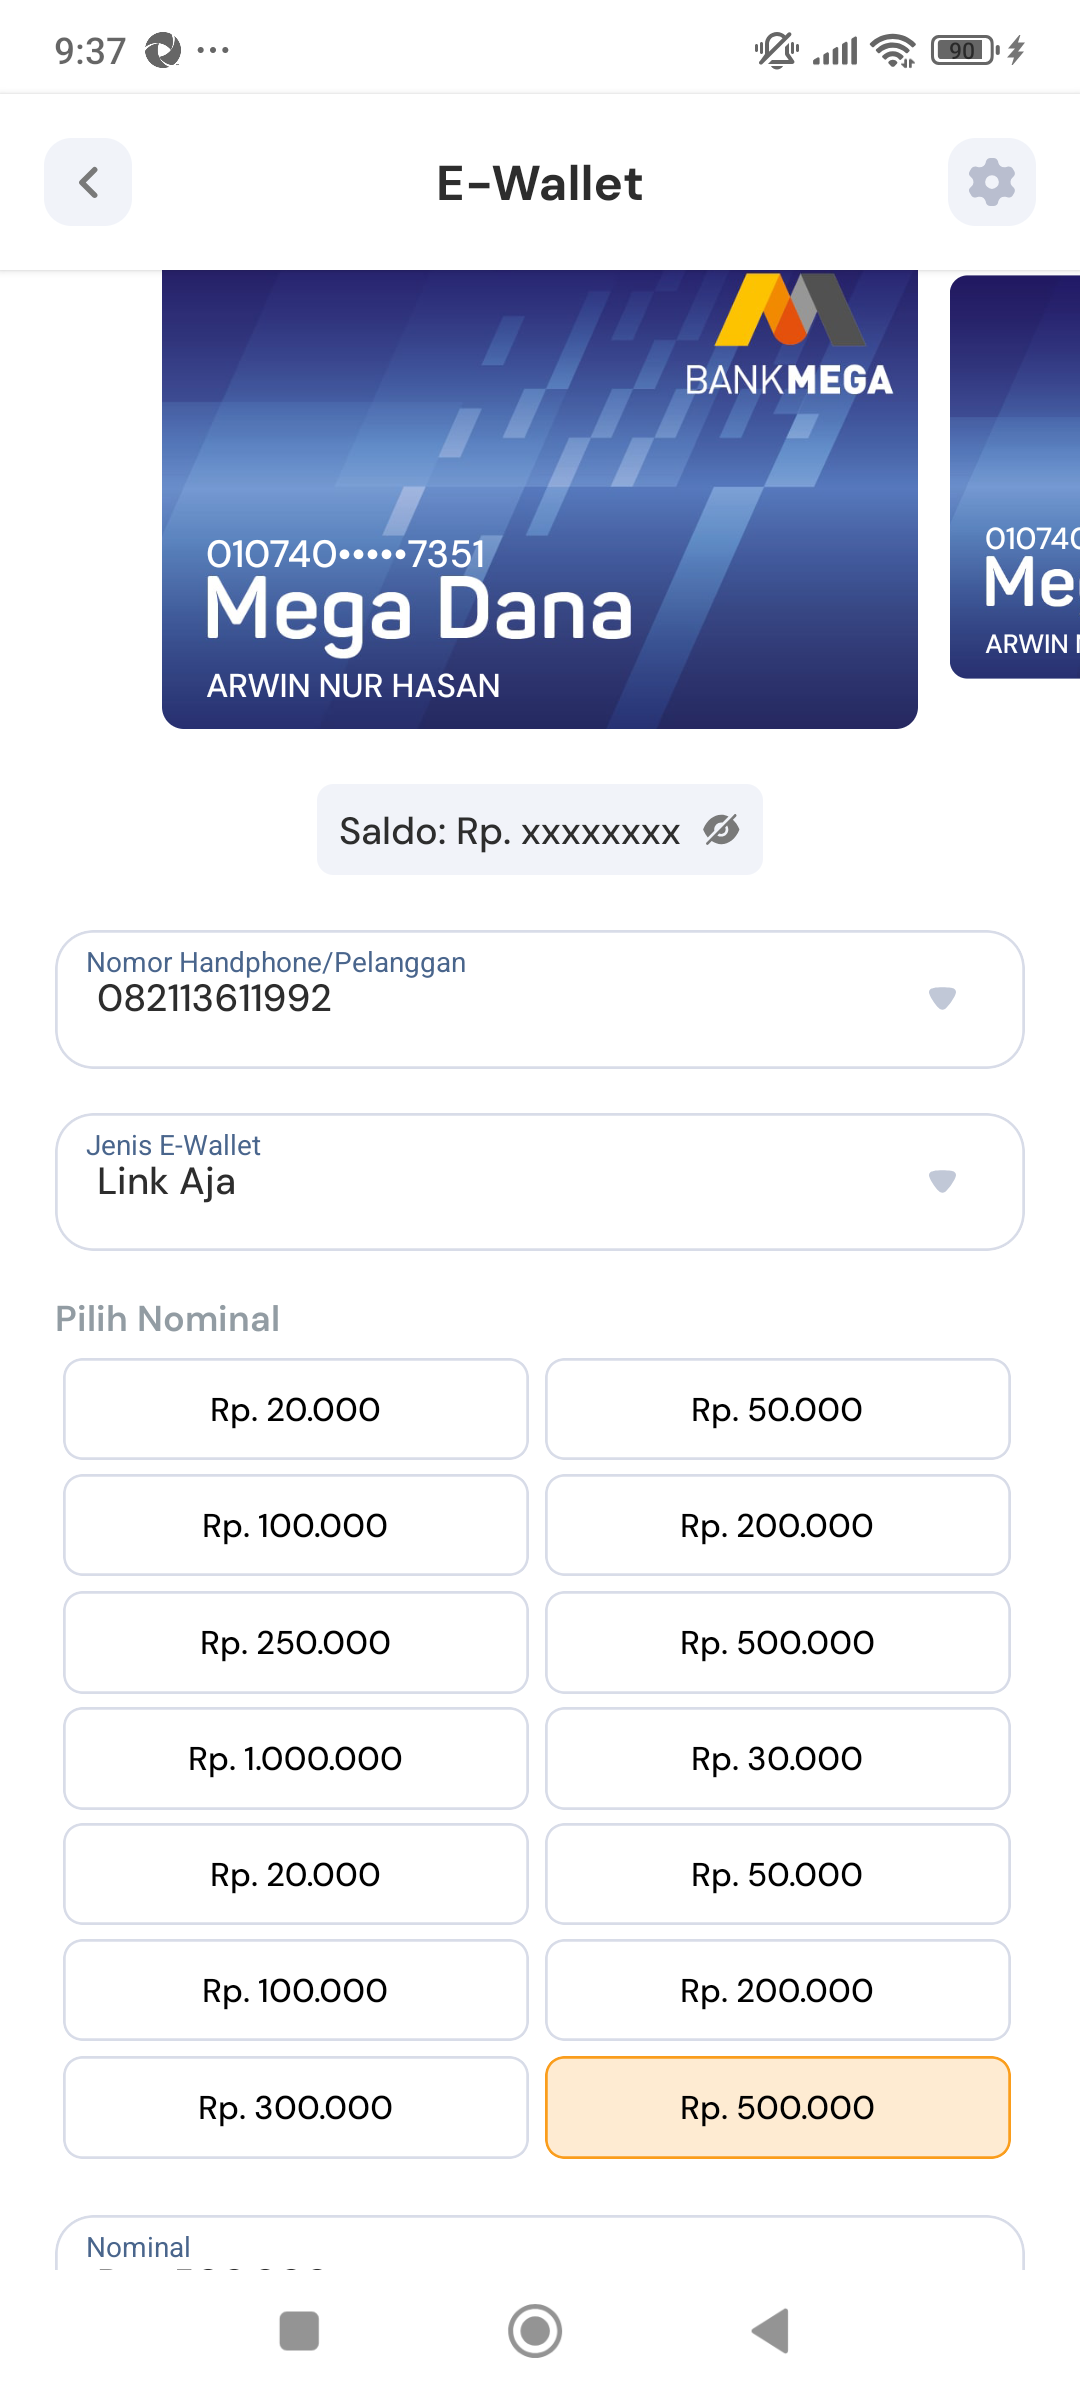 9:37
90
E-Wallet
BANKMEGA
010740•••••7351
Mega Dana
ARWIN NUR HASAN
010740
Me
ARWIN
Saldo: Rp. xxxxxxxx
Nomor Handphone/Pelanggan
082113611992
Jenis E-Wallet
Link Aja
Pilih Nominal
Rp. 20.000
Rp. 50.000
Rp. 100.000
Rp. 200.000
Rp. 250.000
Rp. 500.000
Rp. 1.000.000
Rp. 30.000
Rp. 20.000
Rp. 50.000
Rp. 100.000
Rp. 200.000
Rp. 300.000
Rp. 500.000
Nominal